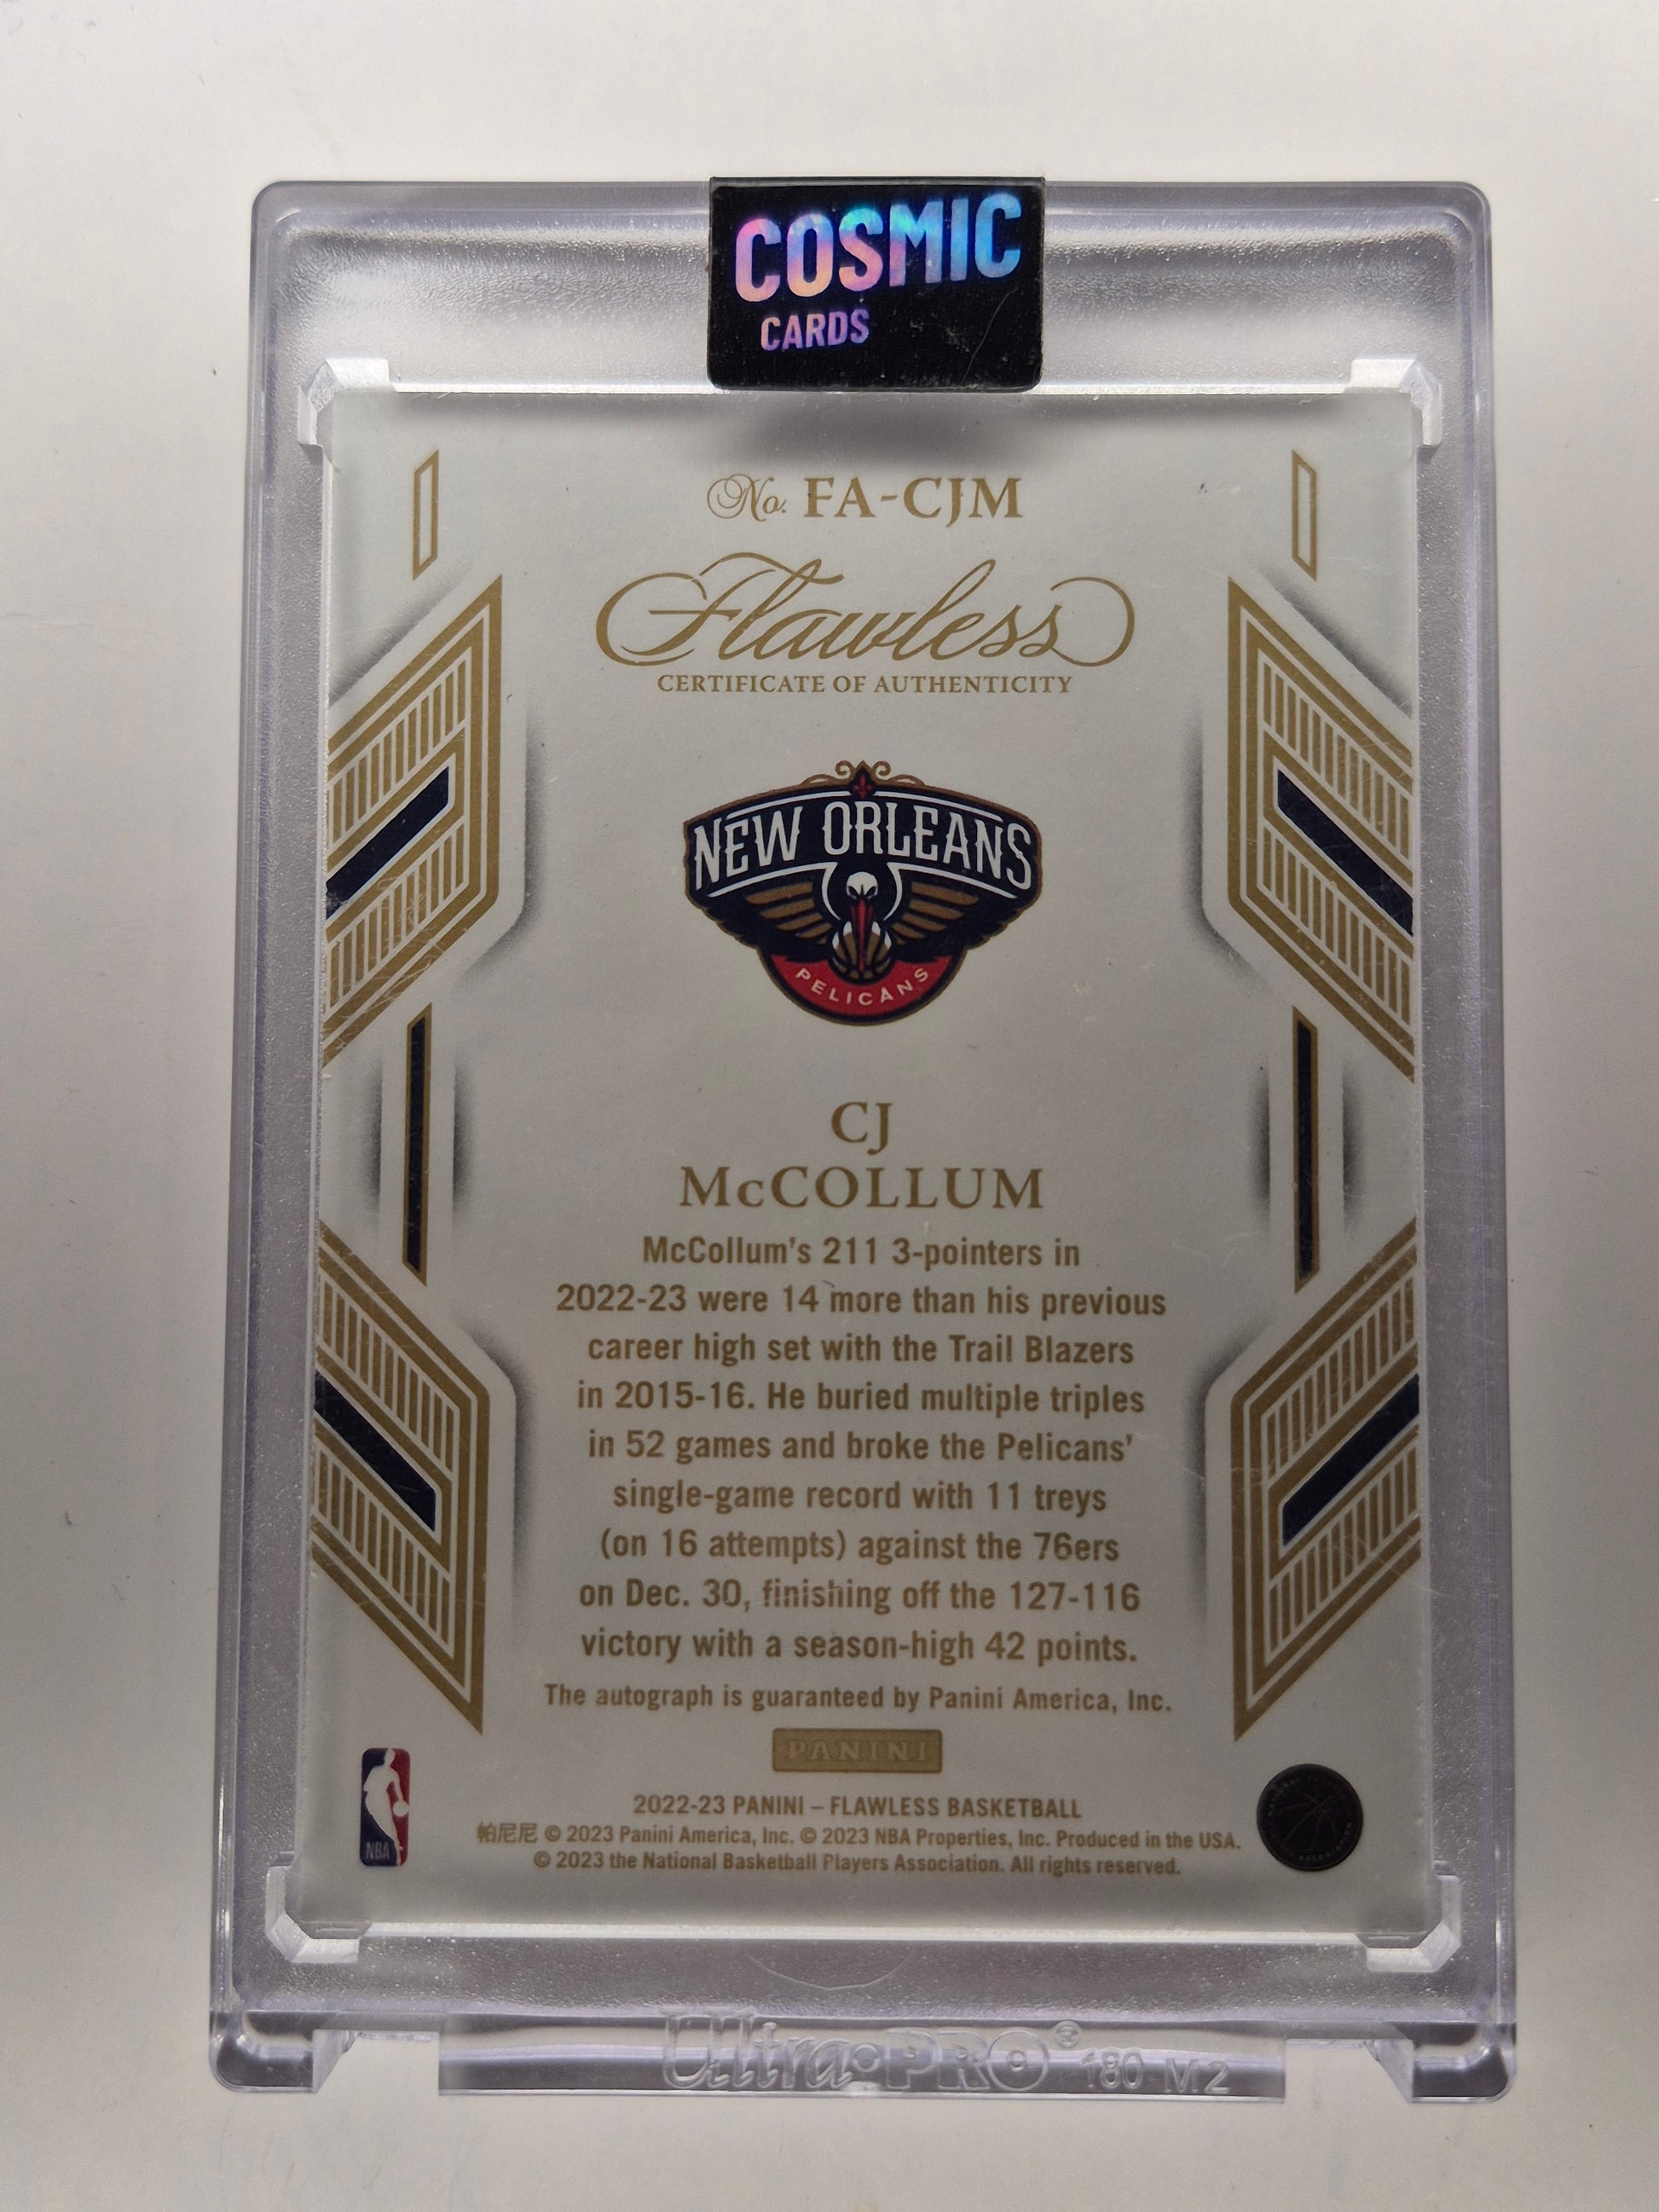 COSMIC
CARDS
No. FA-CJM
Flawless
CERTIFICATE OF AUTHENTICITY
NEW ORLEANS
PELICANS
CJ
McCOLLUM
McCollum's 211 3-pointers in
2022-23 were 14 more than his previous
career high set with the Trail Blazers
in 2015-16. He buried multiple triples
in 52 games and broke the Pelicans'
single-game record with 11 treys
(on 16 attempts) against the 76ers
on Dec. 30, finishing off the 127-116
victory with a season-high 42 points.
The autograph is guaranteed by Panini America, Inc.
PANINI
NBA
2022-23 PANINI – FLAWLESS BASKETBALL
帕尼尼 © 2023 Panini America, Inc. © 2023 NBA Properties, Inc. Produced in the USA.
© 2023 the National Basketball Players Association. All rights reserved.
Ultra·PRO® 180 M2